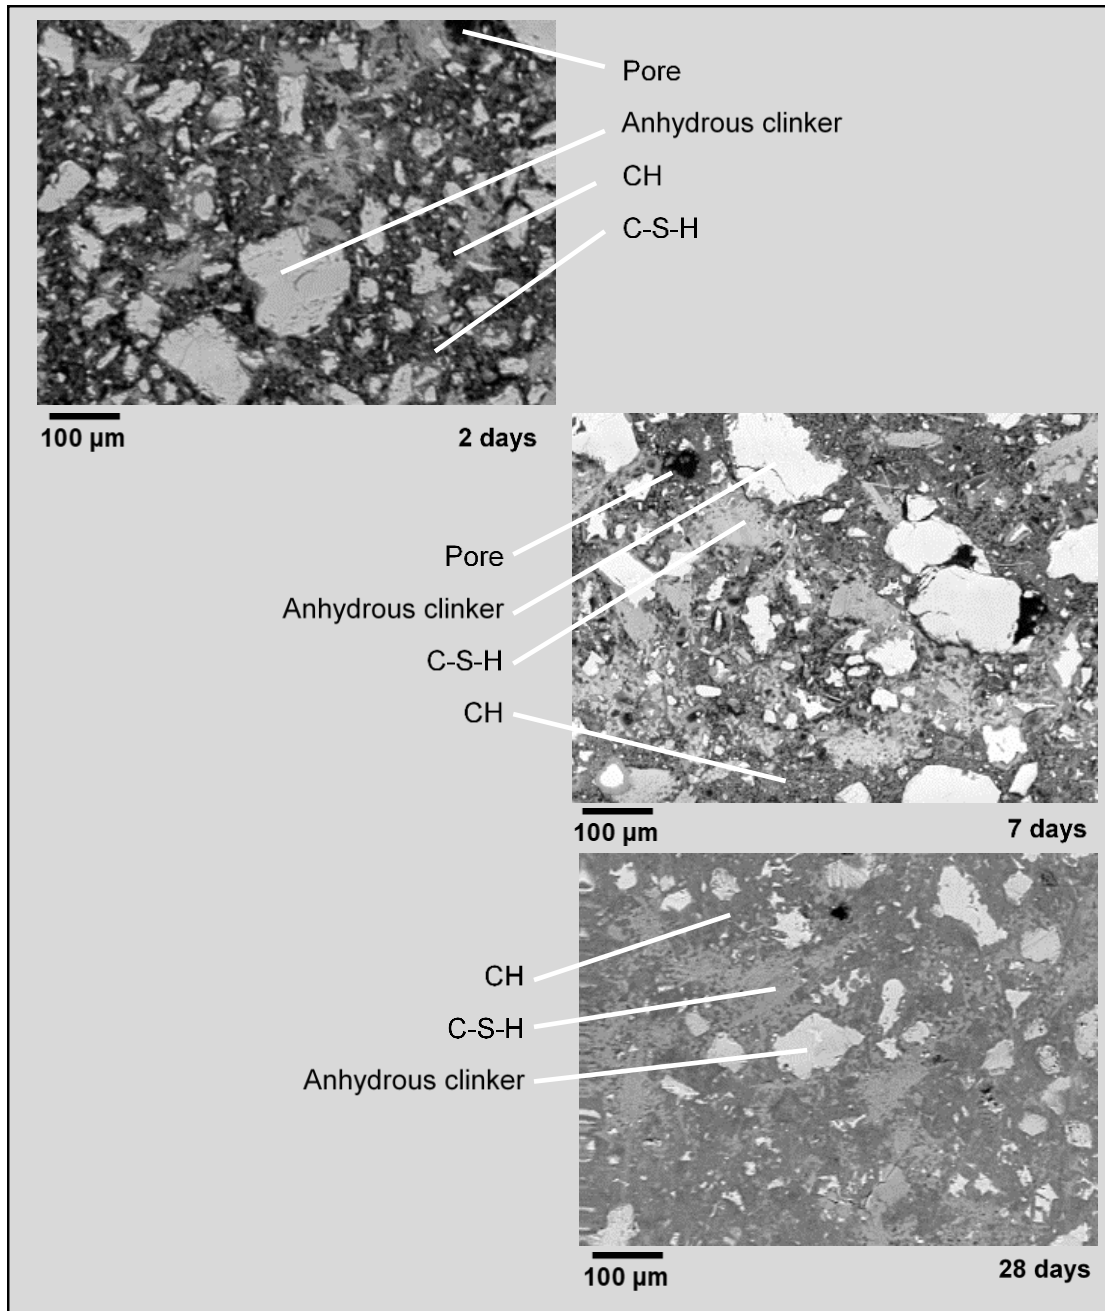 Pore
Anhydrous clinker
CH
C-S-H
100 µm
2 days
Pore
Anhydrous clinker
C-S-H
CH
100 µm
7 days
CH
C-S-H
Anhydrous clinker
100 µm
28 days